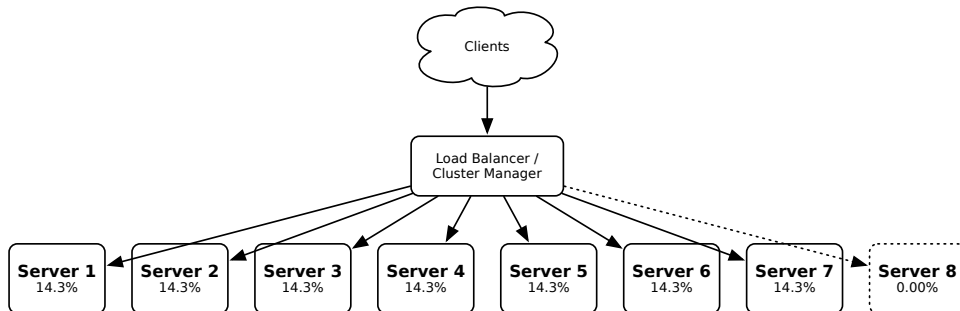 Clients
Load Balancer /
Cluster Manager
Server 1
14.3%
Server 2
14.3%
Server 3
14.3%
Server 4
14.3%
Server 5
14.3%
Server 6
14.3%
Server 7
14.3%
Server 8
0.00%